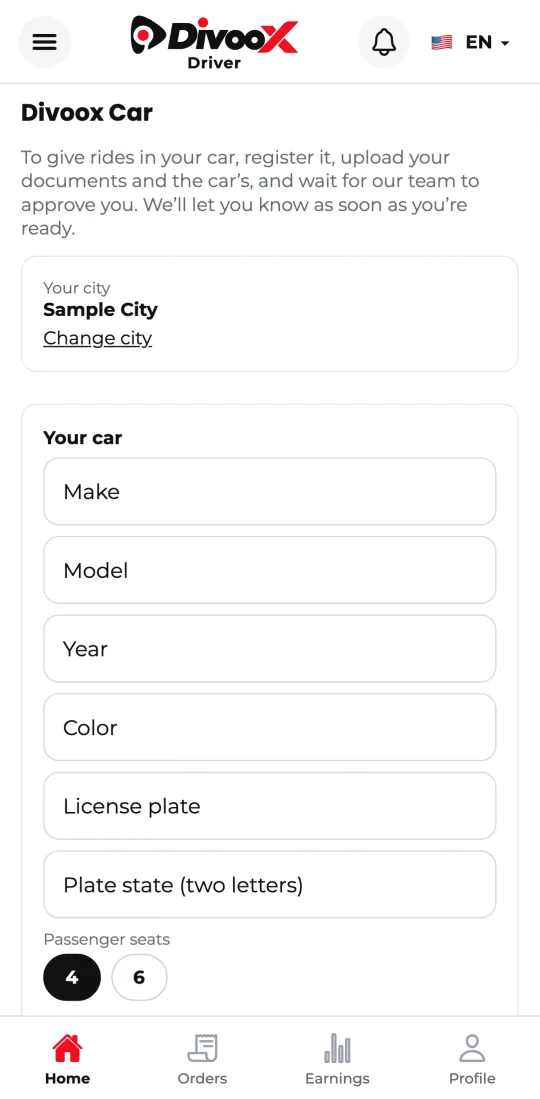 DivooX
Driver
EN
Divoox Car
To give rides in your car, register it, upload your
documents and the car's, and wait for our team to
approve you. We'll let you know as soon as you're
ready.
Your city
Sample City
Change city
Your car
Make
Model
Year
Color
License plate
Plate state (two letters)
Passenger seats
4
6
Home
Orders
Earnings
Profile